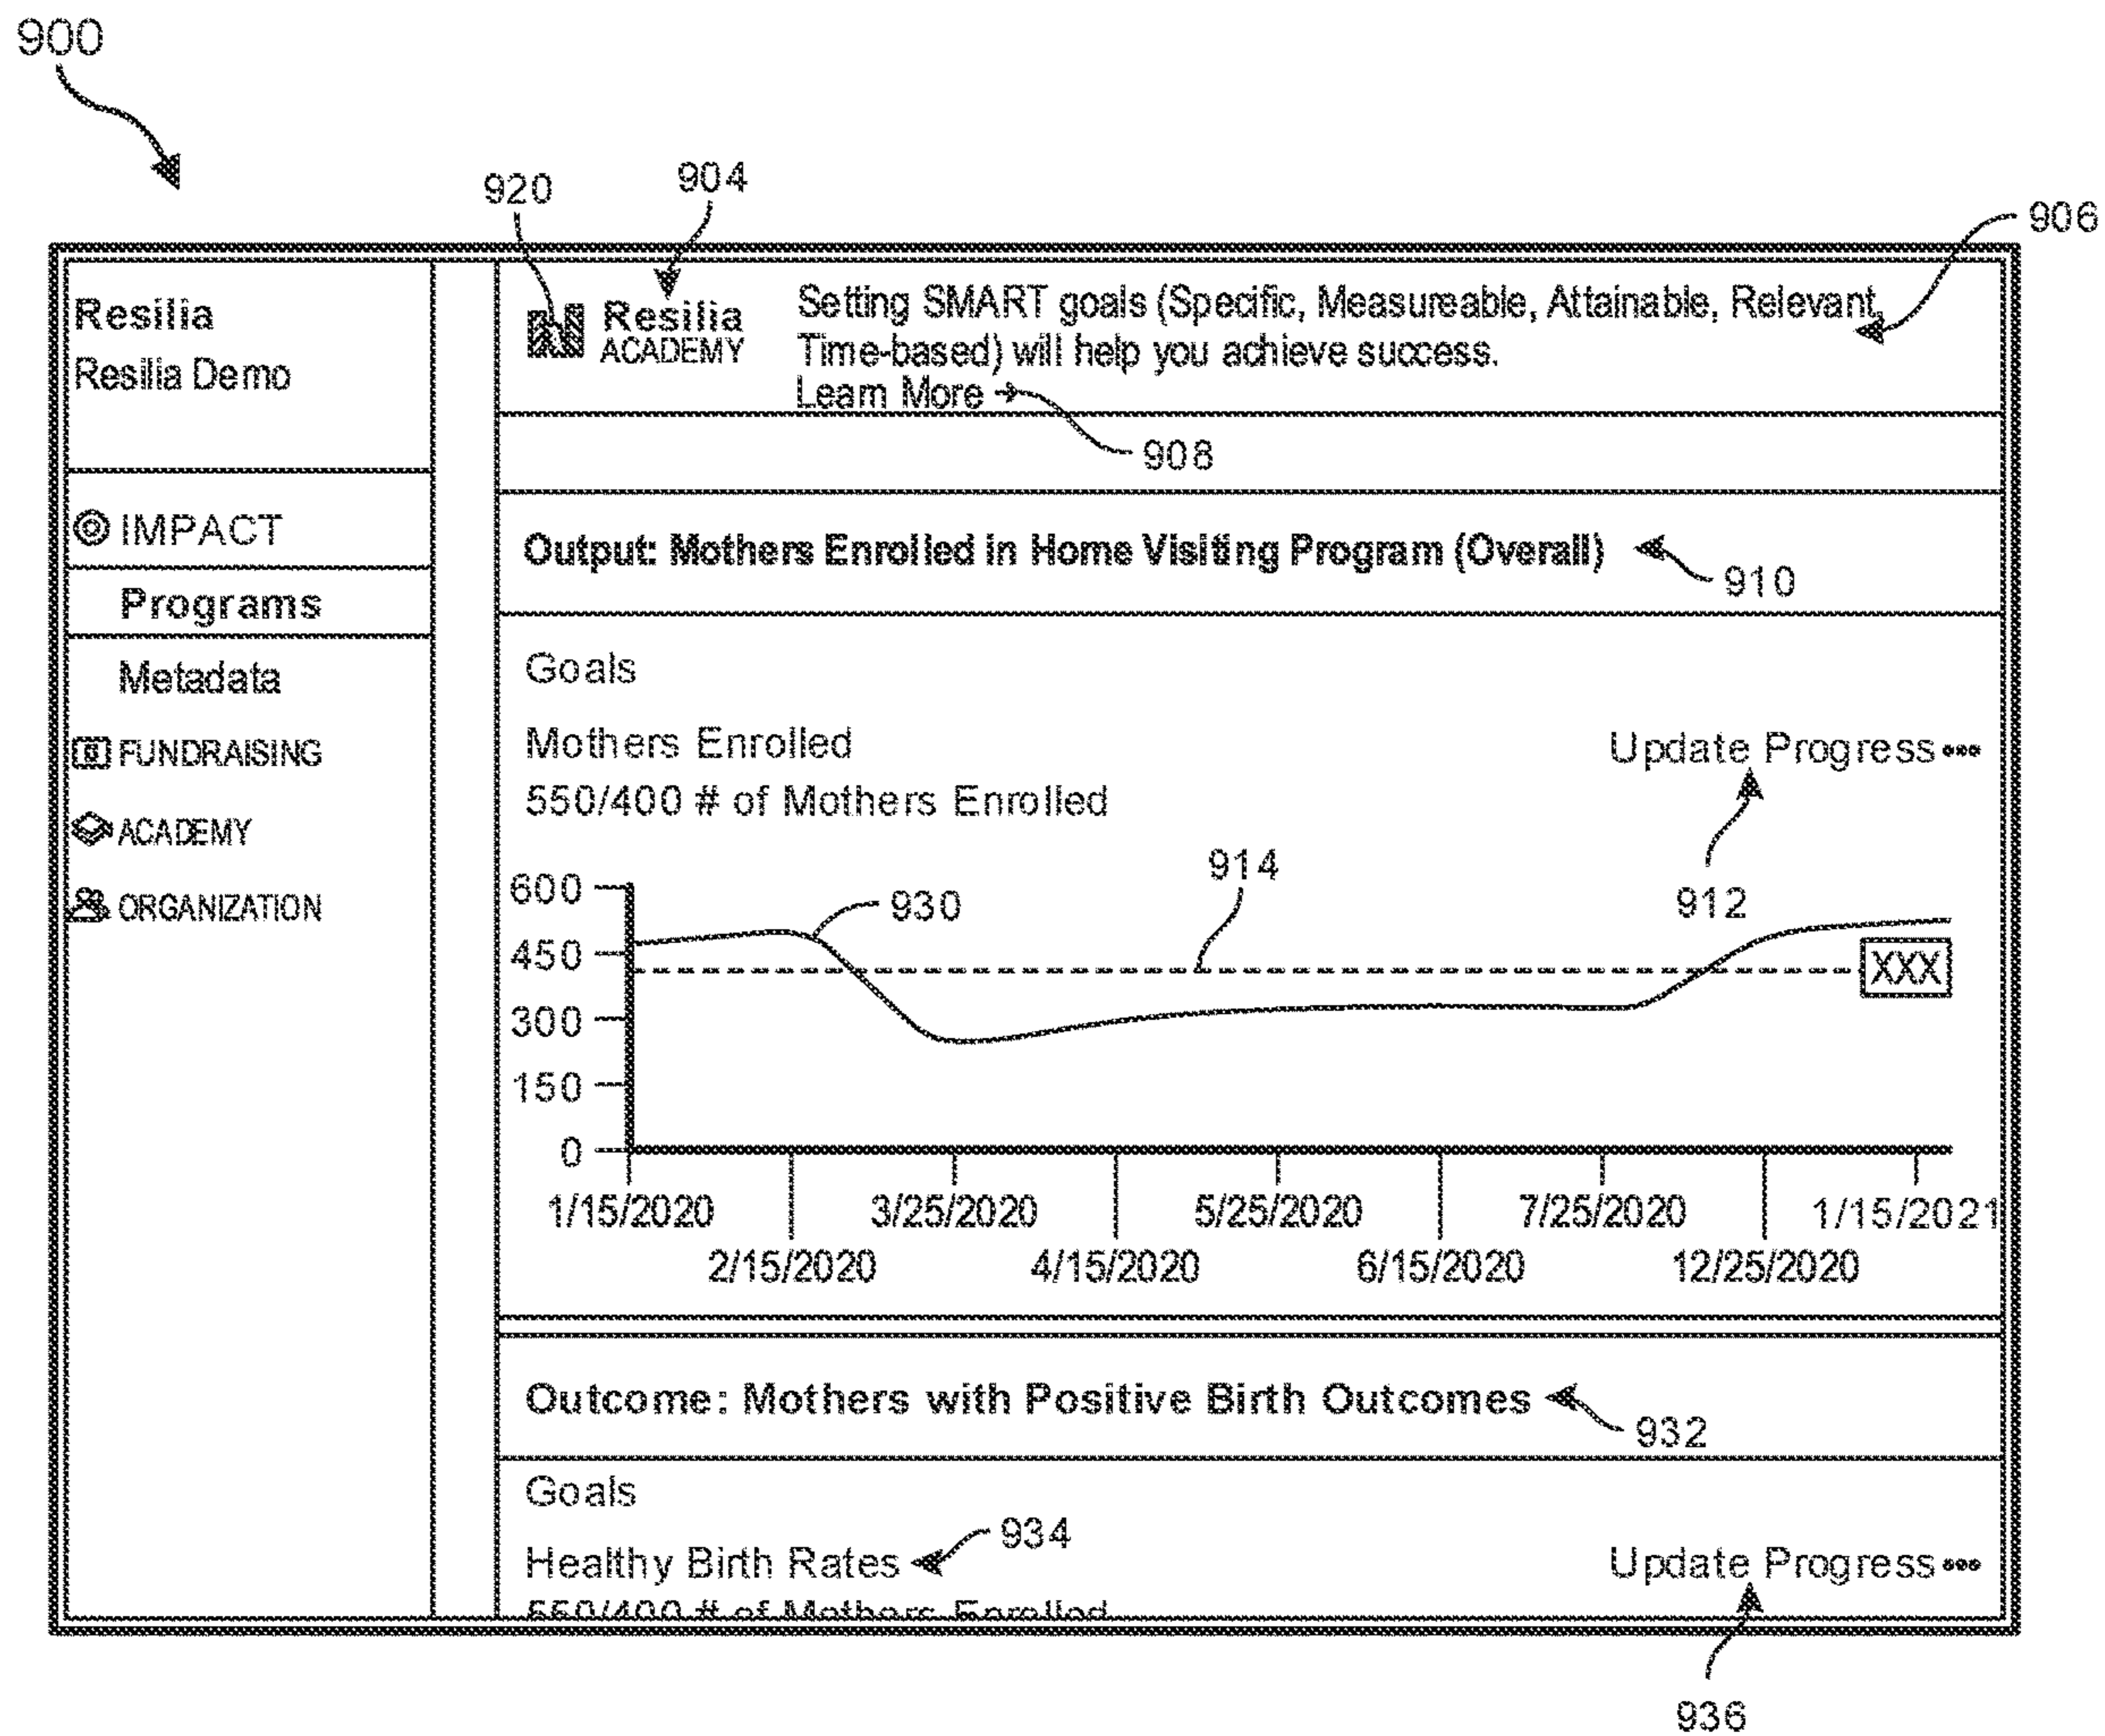 900
920
904
906
Resilia
Resilia Demo
IMPACT
Programs
Metadata
FUNDRAISING
ACADEMY
ORGANIZATION
Resilia
ACADEMY
Setting SMART goals (Specific, Measureable, Attainable, Relevant,
Time-based) will help you achieve success.
Learn More →
908
Output: Mothers Enrolled in Home Visiting Program (Overall)
910
Goals
Mothers Enrolled
Update Progress •••
550/400 # of Mothers Enrolled
912
914
930
600
450
300
150
0
XXX
1/15/2020
2/15/2020
3/25/2020
4/15/2020
5/25/2020
6/15/2020
7/25/2020
12/25/2020
1/15/2021
Outcome: Mothers with Positive Birth Outcomes
932
Goals
934
Healthy Birth Rates
Update Progress •••
550/400 # of Mothers Enrolled
936